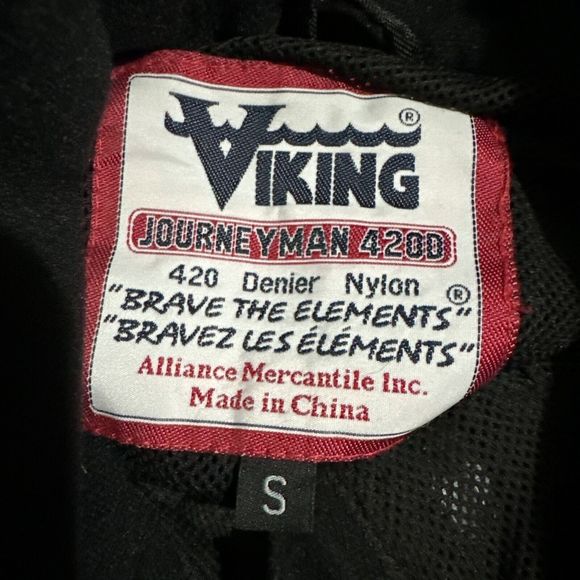 VIKING®
JOURNEYMAN 420D
420 Denier Nylon
"BRAVE THE ELEMENTS"®
"BRAVEZ LES ÉLÉMENTS"
Alliance Mercantile Inc.
Made in China
S